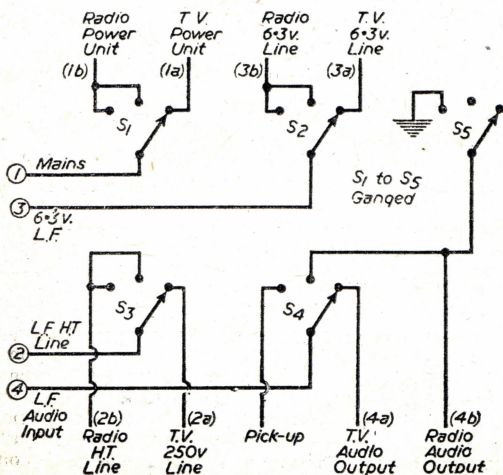 Radio
Power
Unit
T.V.
Power
Unit
Radio
6·3v.
Line
T.V.
6·3v.
Line
(1b)
(1a)
(3b)
(3a)
S1
S2
S5
1 Mains
S1 to S5
Ganged
3
6·3v.
L.F.
S3
S4
L.F. H.T.
Line
2
4
L.F.
Audio
Input
(2b)
Radio
H.T.
Line
(2a)
T.V.
250v
Line
Pick-up
(4a)
T.V.
Audio
Output
(4b)
Radio
Audio
Output